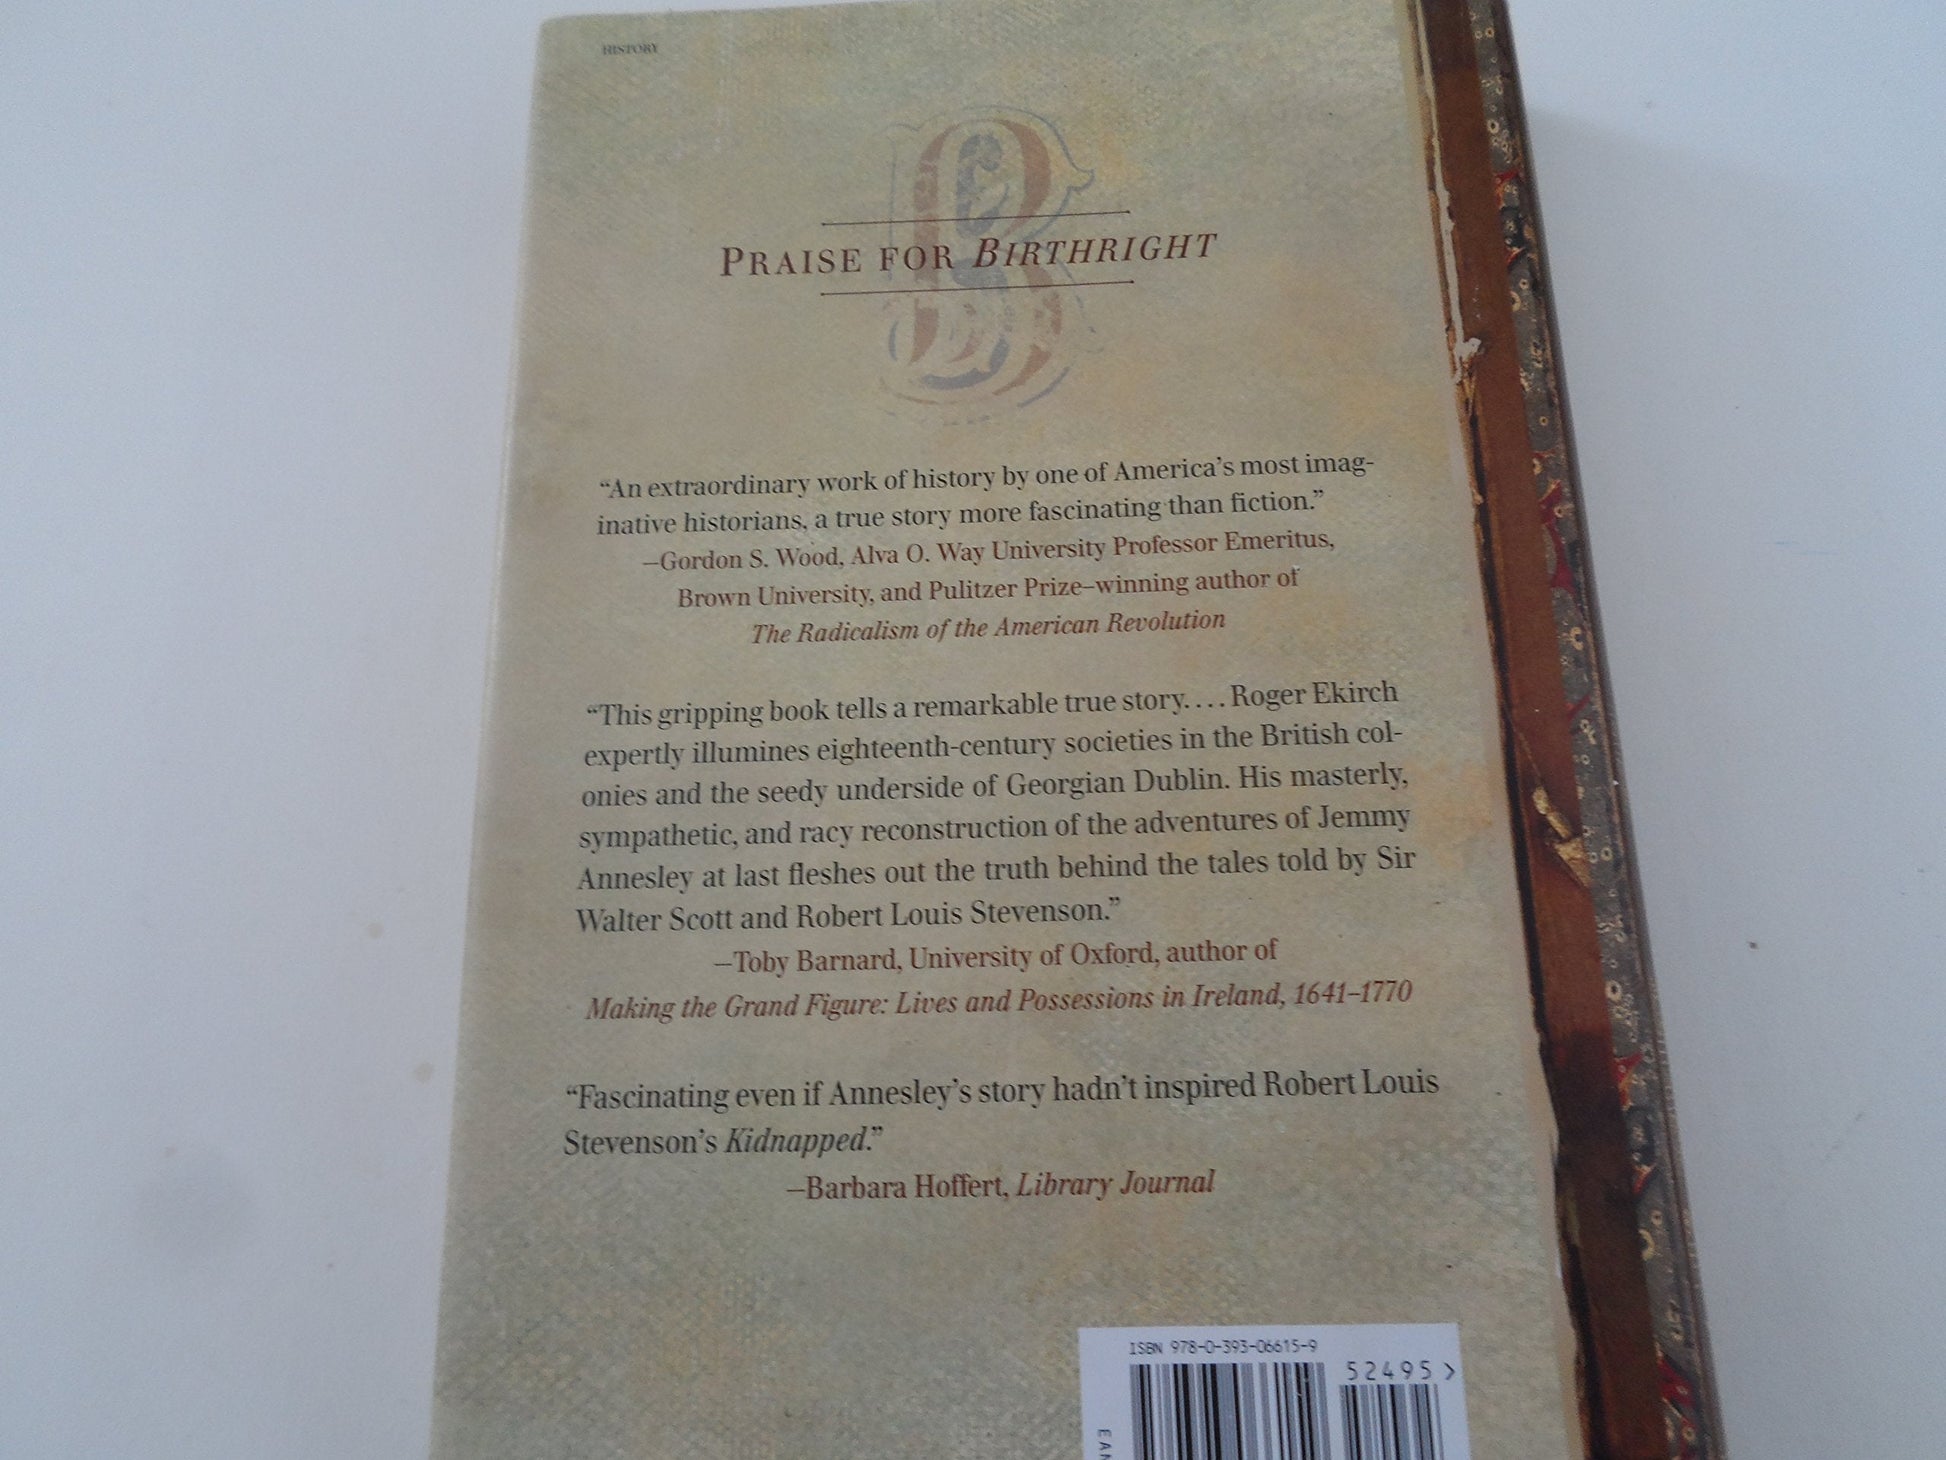 HISTORY
B
PRAISE FOR BIRTHRIGHT
“An extraordinary work of history by one of America’s most imag-
inative historians, a true story more fascinating than fiction.”
—Gordon S. Wood, Alva O. Way University Professor Emeritus,
Brown University, and Pulitzer Prize–winning author of
The Radicalism of the American Revolution
“This gripping book tells a remarkable true story. . . . Roger Ekirch
expertly illumines eighteenth-century societies in the British col-
onies and the seedy underside of Georgian Dublin. His masterly,
sympathetic, and racy reconstruction of the adventures of Jemmy
Annesley at last fleshes out the truth behind the tales told by Sir
Walter Scott and Robert Louis Stevenson.”
—Toby Barnard, University of Oxford, author of
Making the Grand Figure: Lives and Possessions in Ireland, 1641–1770
“Fascinating even if Annesley’s story hadn’t inspired Robert Louis
Stevenson’s Kidnapped.”
—Barbara Hoffert, Library Journal
ISBN 978-0-393-06615-9
52495>
EAN